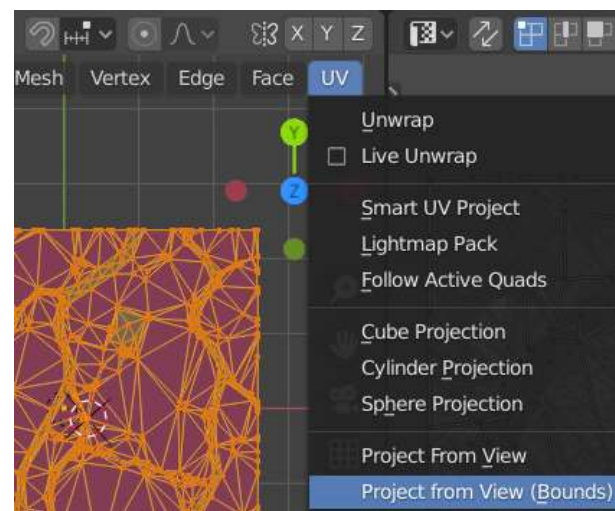 X Y Z
Mesh Vertex Edge Face UV
Y
Z
Unwrap
Live Unwrap
Smart UV Project
Lightmap Pack
Follow Active Quads
Cube Projection
Cylinder Projection
Sphere Projection
Project From View
Project from View (Bounds)